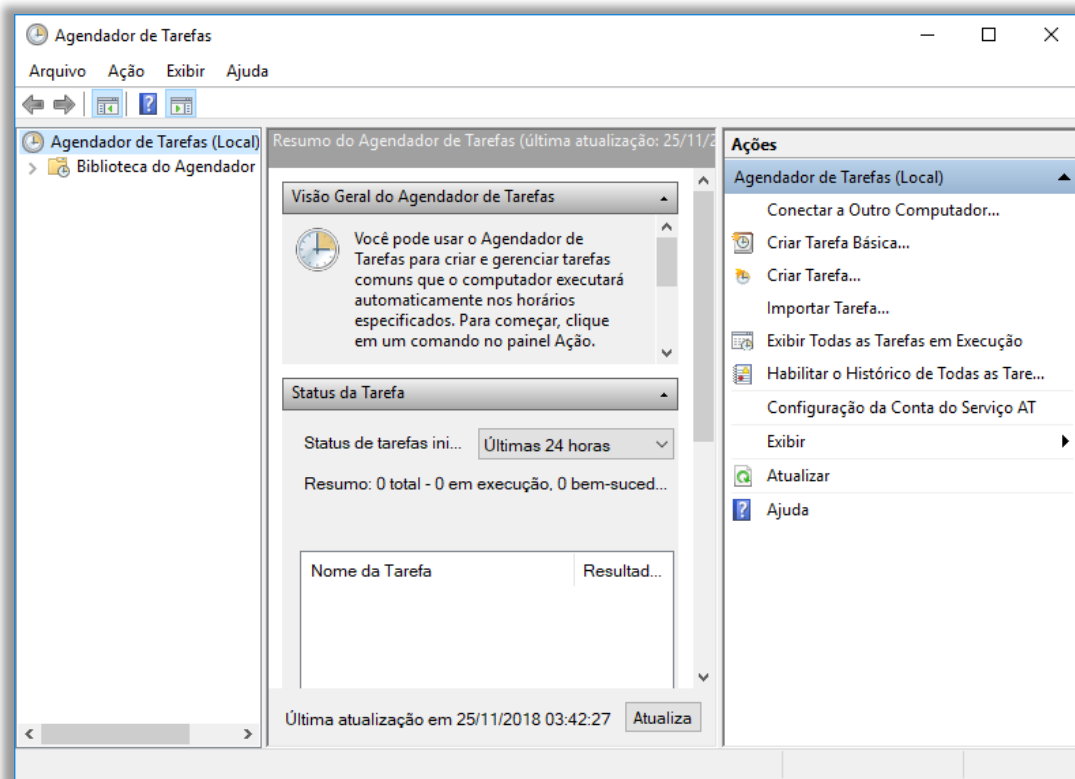 Agendador de Tarefas
Arquivo Ação Exibir Ajuda
Agendador de Tarefas (Local)
Biblioteca do Agendador
Resumo do Agendador de Tarefas (última atualização: 25/11/2
Visão Geral do Agendador de Tarefas
Você pode usar o Agendador de
Tarefas para criar e gerenciar tarefas
comuns que o computador executará
automaticamente nos horários
especificados. Para começar, clique
em um comando no painel Ação.
Status da Tarefa
Status de tarefas ini... Últimas 24 horas
Resumo: 0 total - 0 em execução, 0 bem-suced...
Nome da Tarefa Resultad...
Última atualização em 25/11/2018 03:42:27 Atualiza
Ações
Agendador de Tarefas (Local)
Conectar a Outro Computador...
Criar Tarefa Básica...
Criar Tarefa...
Importar Tarefa...
Exibir Todas as Tarefas em Execução
Habilitar o Histórico de Todas as Tare...
Configuração da Conta do Serviço AT
Exibir
Atualizar
Ajuda